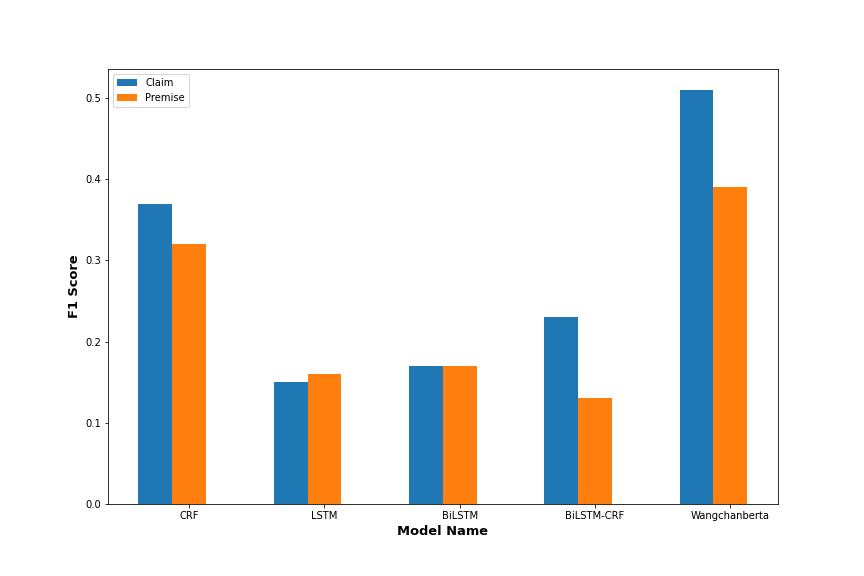 Claim
Premise
0.5
0.4
0.3
0.2
0.1
0.0
F1 Score
CRF
LSTM
BiLSTM
BiLSTM-CRF
Wangchanberta
Model Name